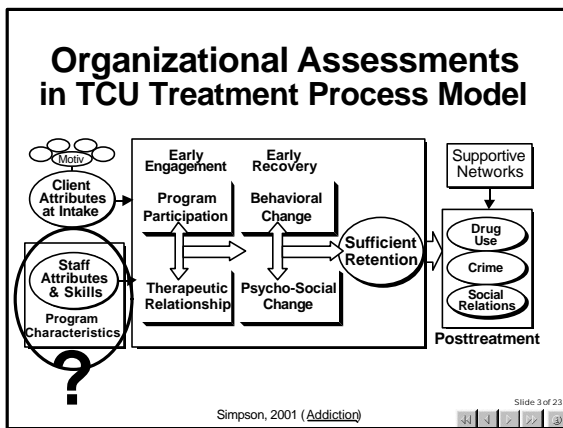 Organizational Assessments
in TCU Treatment Process Model
Motiv
Client
Attributes
at Intake
Staff
Attributes
& Skills
Program
Characteristics
?
Early
Engagement
Program
Participation
Therapeutic
Relationship
Early
Recovery
Behavioral
Change
Psycho-Social
Change
Sufficient
Retention
Supportive
Networks
Drug
Use
Crime
Social
Relations
Posttreatment
Simpson, 2001 (Addiction)
Slide 3 of 23